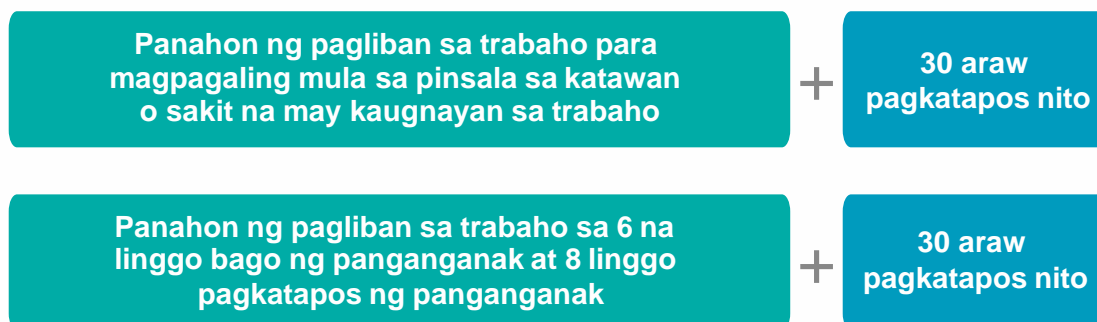 Panahon ng pagliban sa trabaho para
magpagaling mula sa pinsala sa katawan
o sakit na may kaugnayan sa trabaho
+
30 araw
pagkatapos nito
Panahon ng pagliban sa trabaho sa 6 na
linggo bago ng panganganak at 8 linggo
pagkatapos ng panganganak
+
30 araw
pagkatapos nito